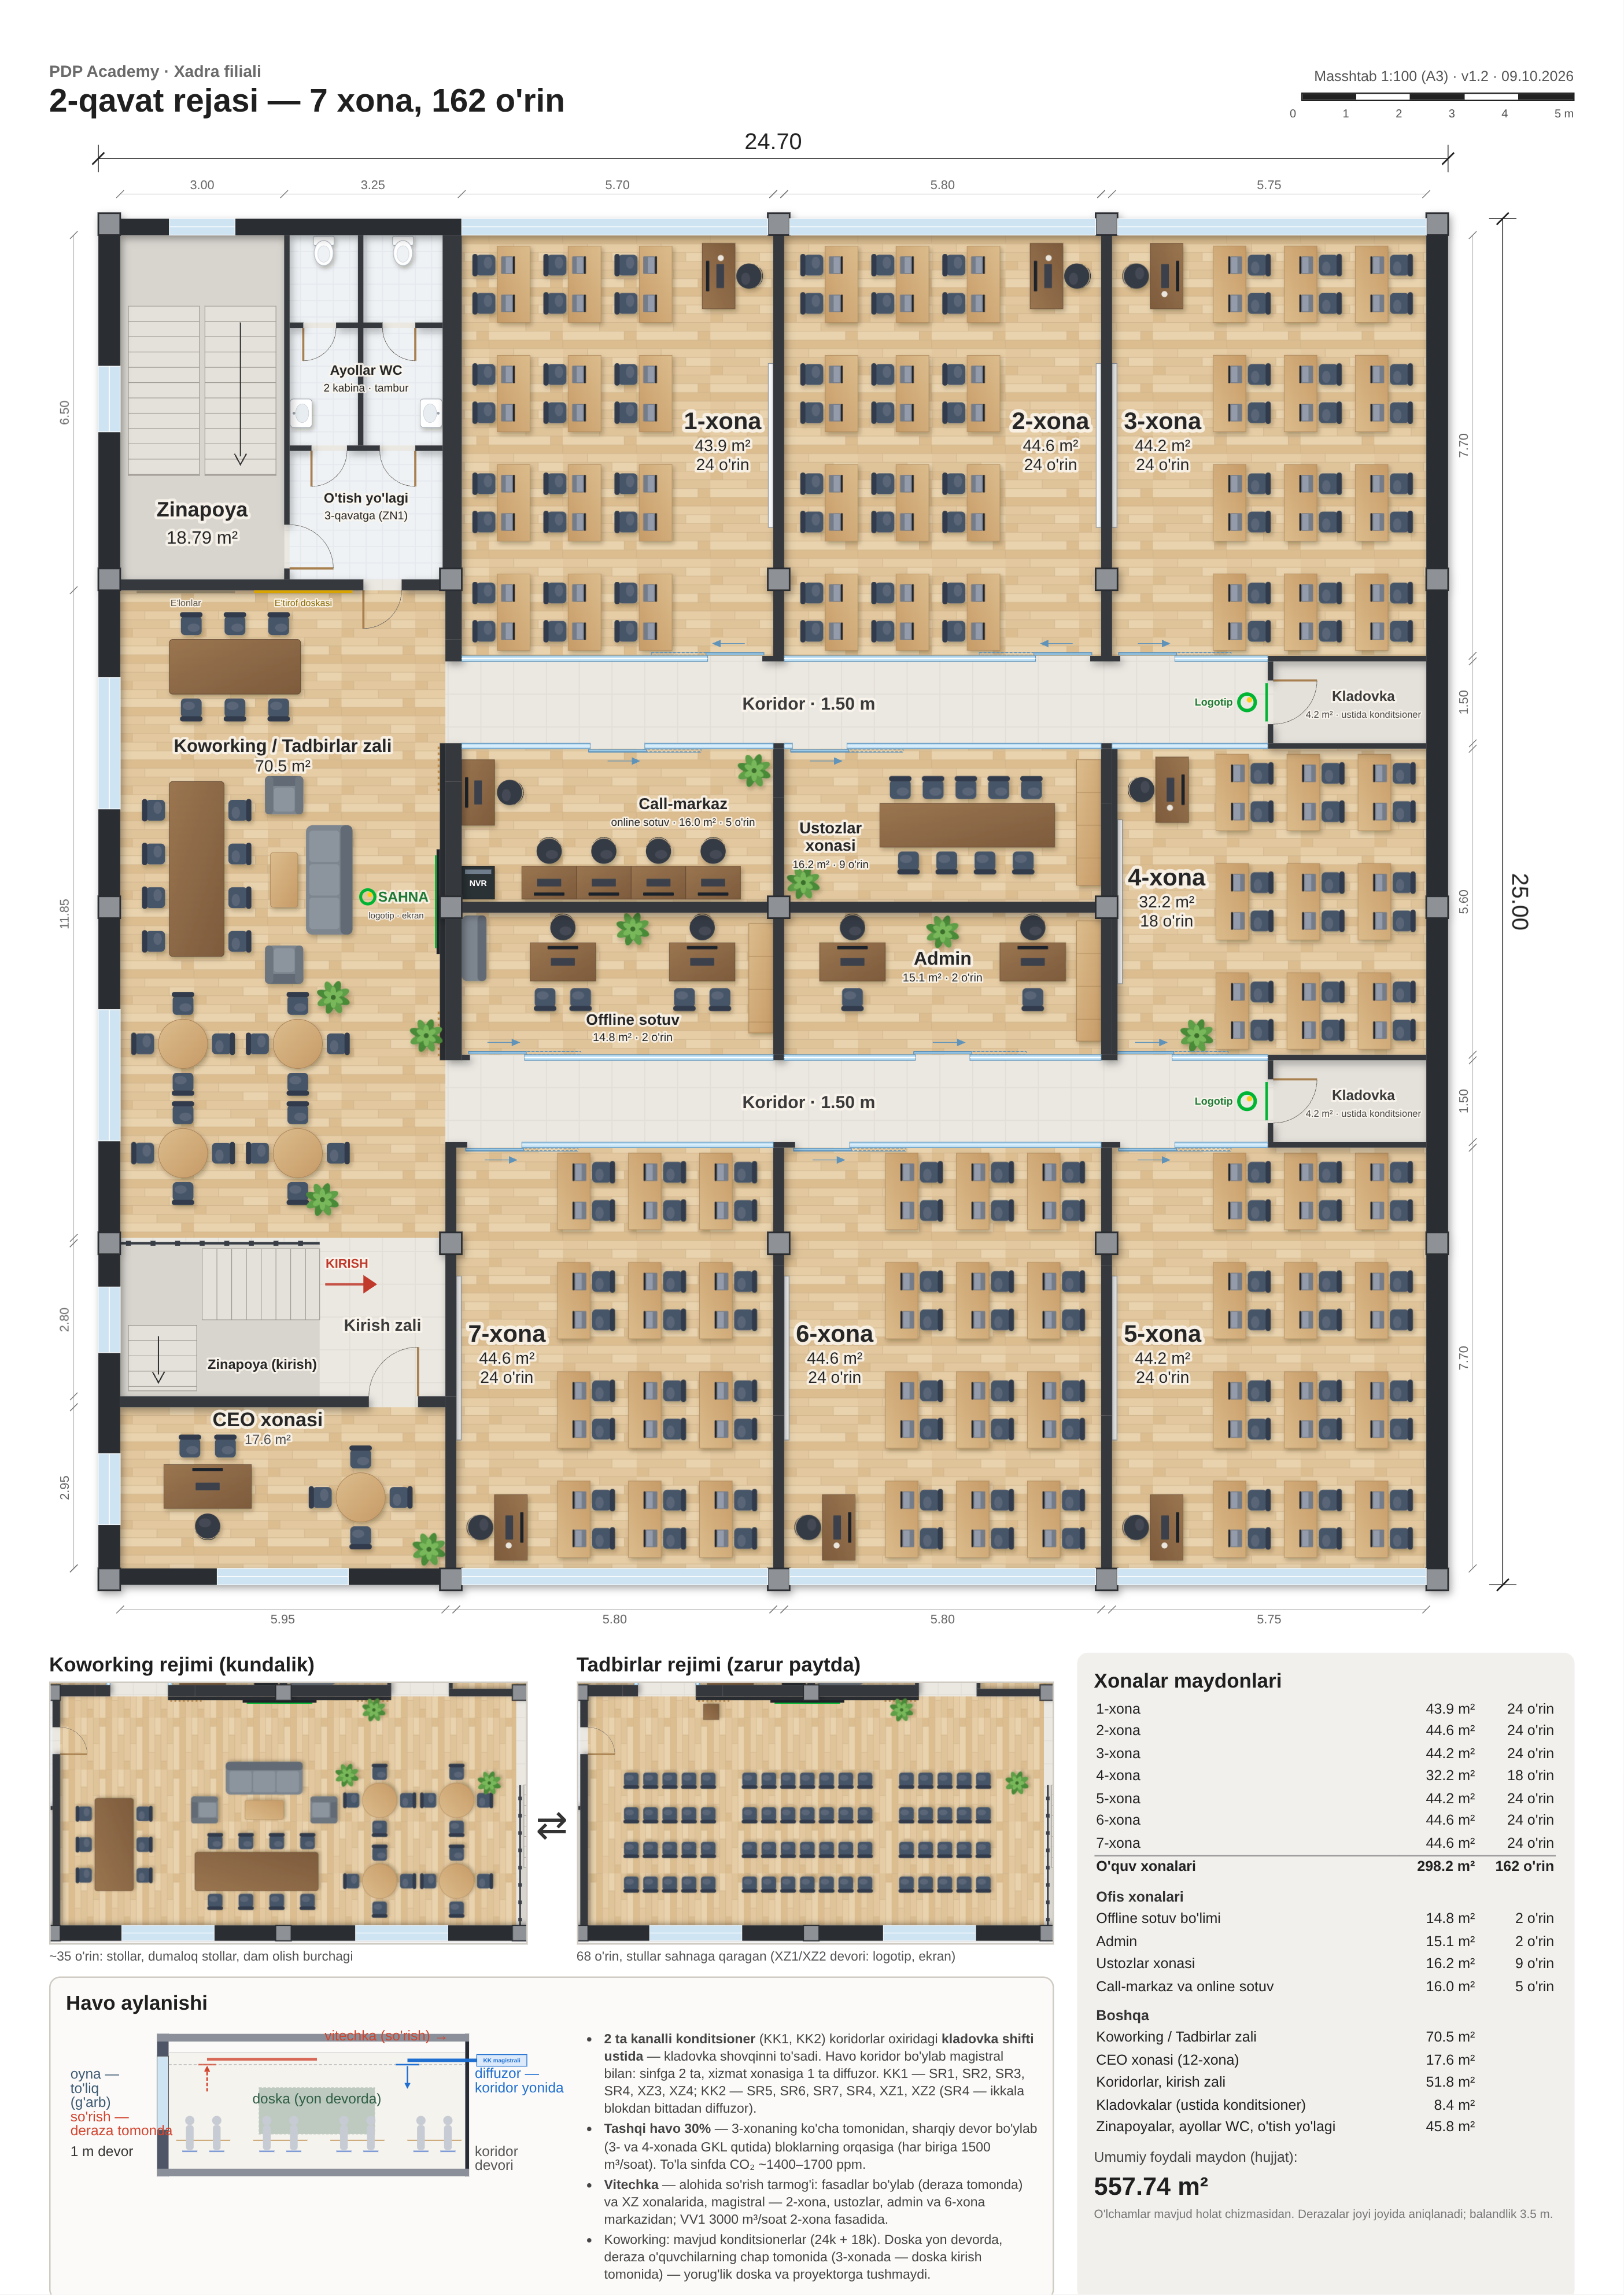 PDP Academy · Xadra filiali
2-qavat rejasi — 7 xona, 162 o'rin
Masshtab 1:100 (A3) · v1.2 · 09.10.2026
0 1 2 3 4 5 m
24.70
3.00 3.25 5.70 5.80 5.75
6.50
11.85
2.80
2.95
7.70
1.50
5.60
1.50
7.70
25.00
Zinapoya
18.79 m²
Ayollar WC
2 kabina · tambur
O'tish yo'lagi
3-qavatga (ZN1)
1-xona
43.9 m²
24 o'rin
2-xona
44.6 m²
24 o'rin
3-xona
44.2 m²
24 o'rin
E'lonlar
E'tirof doskasi
Koridor · 1.50 m
Logotip
Kladovka
4.2 m² · ustida konditsioner
Koworking / Tadbirlar zali
70.5 m²
SAHNA
logotip · ekran
Call-markaz
online sotuv · 16.0 m² · 5 o'rin
NVR
Ustozlar
xonasi
16.2 m² · 9 o'rin
4-xona
32.2 m²
18 o'rin
Offline sotuv
14.8 m² · 2 o'rin
Admin
15.1 m² · 2 o'rin
Koridor · 1.50 m
Logotip
Kladovka
4.2 m² · ustida konditsioner
KIRISH
Kirish zali
Zinapoya (kirish)
7-xona
44.6 m²
24 o'rin
6-xona
44.6 m²
24 o'rin
5-xona
44.2 m²
24 o'rin
CEO xonasi
17.6 m²
5.95 5.80 5.80 5.75
Koworking rejimi (kundalik)
~35 o'rin: stollar, dumaloq stollar, dam olish burchagi
Tadbirlar rejimi (zarur paytda)
68 o'rin, stullar sahnaga qaragan (XZ1/XZ2 devori: logotip, ekran)
Havo aylanishi
vitechka (so'rish) →
KK magistrali
oyna —
to'liq
(g'arb)
so'rish —
deraza tomonda
1 m devor
doska (yon devorda)
diffuzor —
koridor yonida
koridor
devori
• 2 ta kanalli konditsioner (KK1, KK2) koridorlar oxiridagi kladovka shifti
ustida — kladovka shovqinni to'sadi. Havo koridor bo'ylab magistral
bilan: sinfga 2 ta, xizmat xonasiga 1 ta diffuzor. KK1 — SR1, SR2, SR3,
SR4, XZ3, XZ4; KK2 — SR5, SR6, SR7, SR4, XZ1, XZ2 (SR4 — ikkala
blokdan bittadan diffuzor).
• Tashqi havo 30% — 3-xonaning ko'cha tomonidan, sharqiy devor bo'ylab
(3- va 4-xonada GKL qutida) bloklarning orqasiga (har biriga 1500
m³/soat). To'la sinfda CO₂ ~1400–1700 ppm.
• Vitechka — alohida so'rish tarmog'i: fasadlar bo'ylab (deraza tomonda)
va XZ xonalarida, magistral — 2-xona, ustozlar, admin va 6-xona
markazidan; VV1 3000 m³/soat 2-xona fasadida.
• Koworking: mavjud konditsionerlar (24k + 18k). Doska yon devorda,
deraza o'quvchilarning chap tomonida (3-xonada — doska kirish
tomonida) — yorug'lik doska va proyektorga tushmaydi.
Xonalar maydonlari
1-xona 43.9 m² 24 o'rin
2-xona 44.6 m² 24 o'rin
3-xona 44.2 m² 24 o'rin
4-xona 32.2 m² 18 o'rin
5-xona 44.2 m² 24 o'rin
6-xona 44.6 m² 24 o'rin
7-xona 44.6 m² 24 o'rin
O'quv xonalari 298.2 m² 162 o'rin
Ofis xonalari
Offline sotuv bo'limi 14.8 m² 2 o'rin
Admin 15.1 m² 2 o'rin
Ustozlar xonasi 16.2 m² 9 o'rin
Call-markaz va online sotuv 16.0 m² 5 o'rin
Boshqa
Koworking / Tadbirlar zali 70.5 m²
CEO xonasi (12-xona) 17.6 m²
Koridorlar, kirish zali 51.8 m²
Kladovkalar (ustida konditsioner) 8.4 m²
Zinapoyalar, ayollar WC, o'tish yo'lagi 45.8 m²
Umumiy foydali maydon (hujjat):
557.74 m²
O'lchamlar mavjud holat chizmasidan. Derazalar joyi joyida aniqlanadi; balandlik 3.5 m.